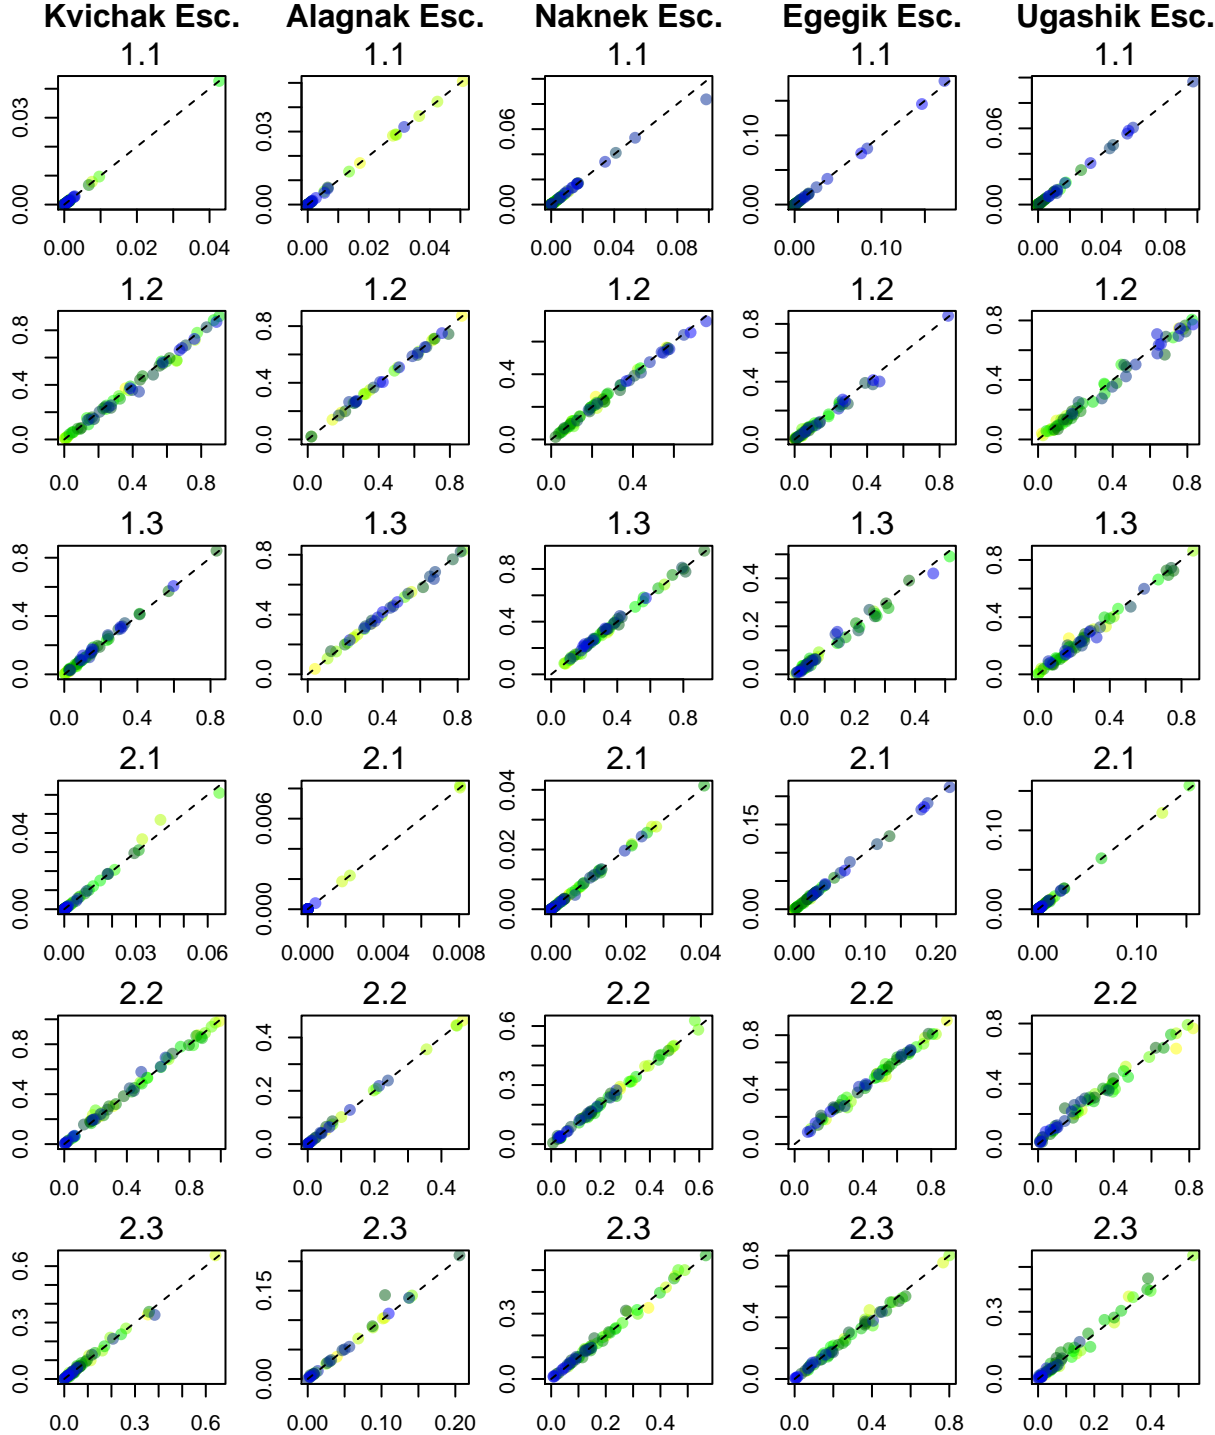 Kvichak Esc. Alagnak Esc. Naknek Esc. Egegik Esc. Ugashik Esc.
1.1 1.1 1.1 1.1 1.1
0.00 0.03 0.00 0.03 0.00 0.06 0.00 0.10 0.00 0.06
0.00 0.02 0.04 0.00 0.02 0.04 0.00 0.04 0.08 0.00 0.10 0.00 0.04 0.08
1.2 1.2 1.2 1.2 1.2
0.0 0.4 0.8 0.0 0.4 0.8 0.0 0.4 0.0 0.4 0.8 0.0 0.4 0.8
0.0 0.4 0.8 0.0 0.4 0.8 0.0 0.4 0.0 0.4 0.8 0.0 0.4 0.8
1.3 1.3 1.3 1.3 1.3
0.0 0.4 0.8 0.0 0.4 0.8 0.0 0.4 0.8 0.0 0.2 0.4 0.0 0.4 0.8
0.0 0.4 0.8 0.0 0.4 0.8 0.0 0.4 0.8 0.0 0.2 0.4 0.0 0.4 0.8
2.1 2.1 2.1 2.1 2.1
0.00 0.04 0.000 0.006 0.00 0.02 0.04 0.00 0.15 0.00 0.10
0.00 0.03 0.06 0.000 0.004 0.008 0.00 0.02 0.04 0.00 0.10 0.20 0.00 0.10
2.2 2.2 2.2 2.2 2.2
0.0 0.4 0.8 0.0 0.2 0.4 0.0 0.3 0.6 0.0 0.4 0.8 0.0 0.4 0.8
0.0 0.4 0.8 0.0 0.2 0.4 0.0 0.2 0.4 0.6 0.0 0.4 0.8 0.0 0.4 0.8
2.3 2.3 2.3 2.3 2.3
0.0 0.3 0.6 0.00 0.15 0.0 0.3 0.0 0.4 0.8 0.0 0.3
0.0 0.3 0.6 0.00 0.10 0.20 0.0 0.2 0.4 0.0 0.4 0.8 0.0 0.2 0.4